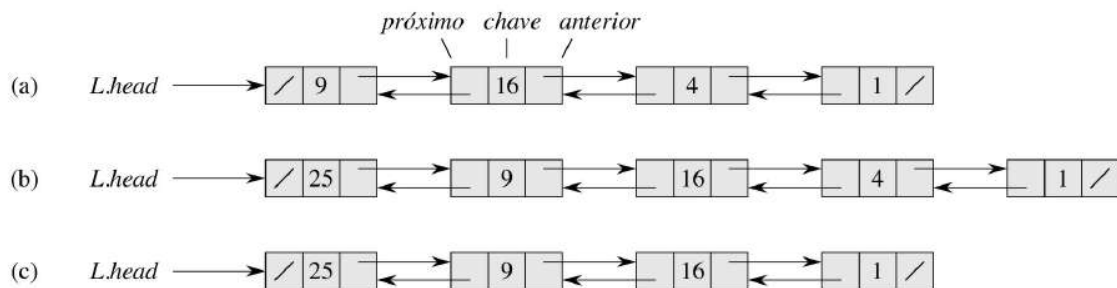 próximo chave anterior
(a) L.head 9 16 4 1
(b) L.head 25 9 16 4 1
(c) L.head 25 9 16 1